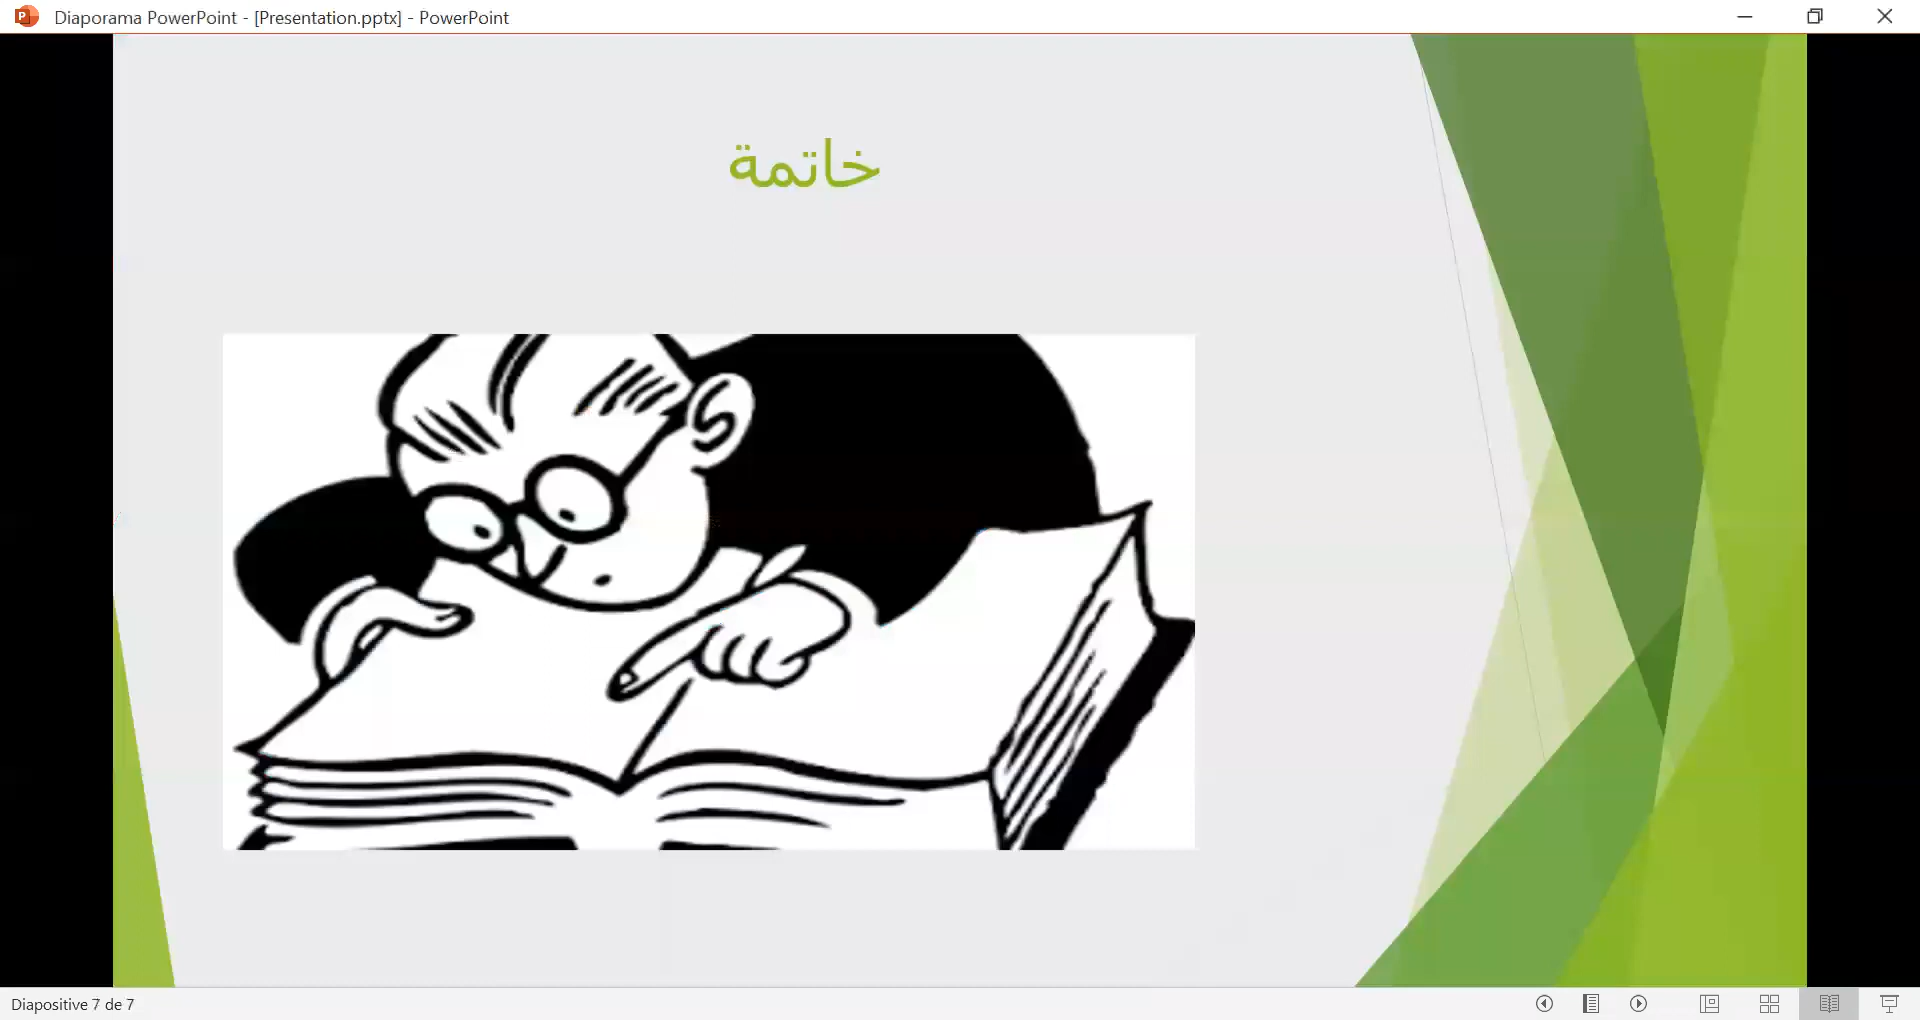 Diaporama PowerPoint - [Presentation.pptx] - PowerPoint
خاتمة
Diapositive 7 de 7